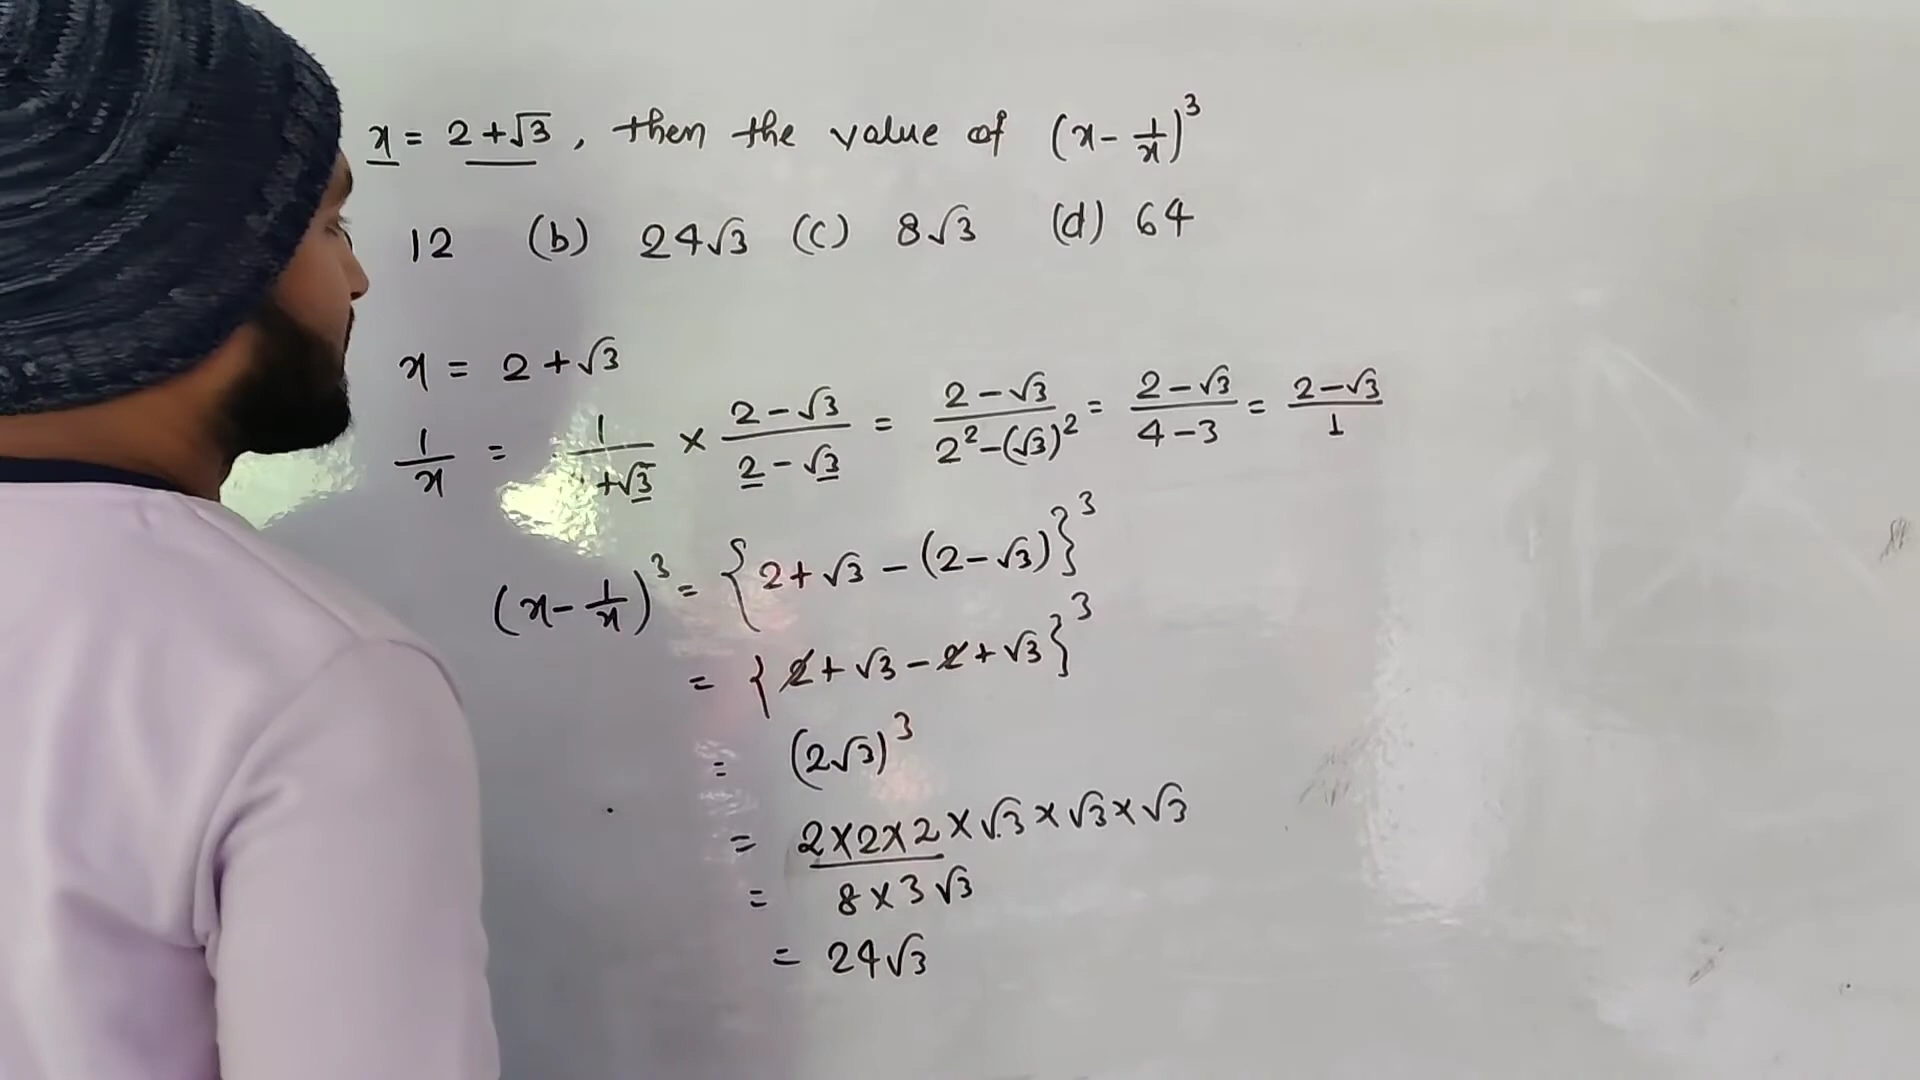 x = 2+√3, then the value of (x - 1/x)^3
12 (b) 24√3 (c) 8√3 (d) 64
x = 2+√3
1/x = 1/+√3 × 2-√3/2-√3 = 2-√3/2²-(√3)² = 2-√3/4-3 = 2-√3/1
(x - 1/x)³ = {2+√3-(2-√3)}³
= {2+√3-2+√3}³
= (2√3)³
= 2×2×2×√3×√3×√3
= 8×3√3
= 24√3